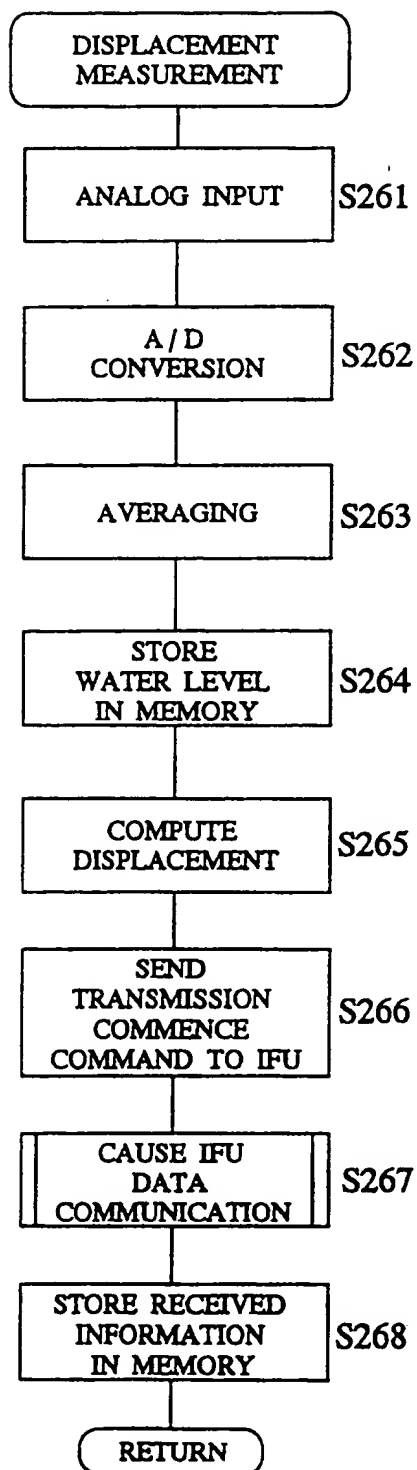 DISPLACEMENT
MEASUREMENT
ANALOG INPUT
S261
A / D
CONVERSION
S262
AVERAGING
S263
STORE
WATER LEVEL
IN MEMORY
S264
COMPUTE
DISPLACEMENT
S265
SEND
TRANSMISSION
COMMENCE
COMMAND TO IFU
S266
CAUSE IFU
DATA
COMMUNICATION
S267
STORE RECEIVED
INFORMATION
IN MEMORY
S268
RETURN